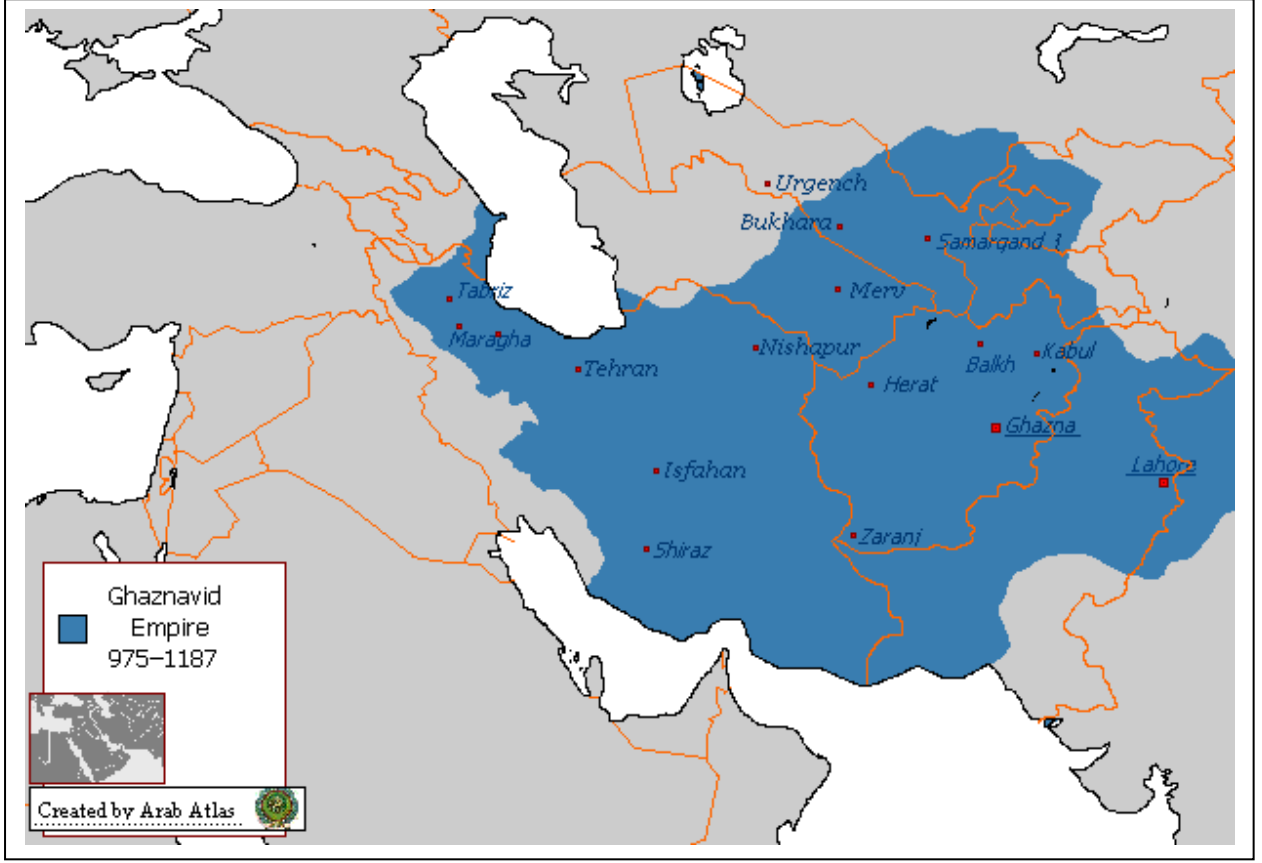 Urgench
Bukhara
Samarqand
Tabriz
Merv
Maragha
Nishapur
Tehran
Balkh
Kabul
Herat
Ghazna
Isfahan
Lahore
Zaranj
Shiraz
Ghaznavid
Empire
975-1187
Created by Arab Atlas